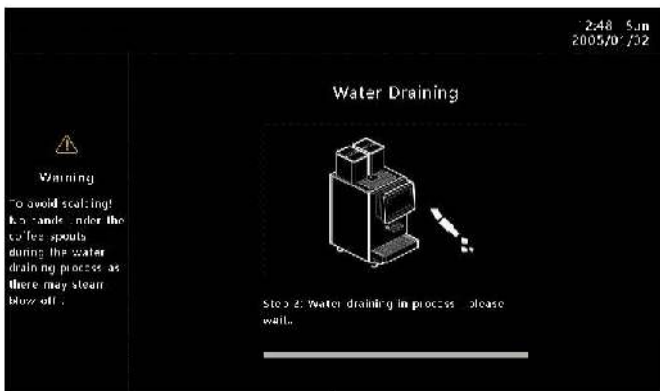 12:48 Sun
2005/01/02
Water Draining
Warning
To avoid scalding!
No hands under the
coffee spouts
during the water
draining process as
there may steam
blow off .
Step 2: Water draining in process please
wait..